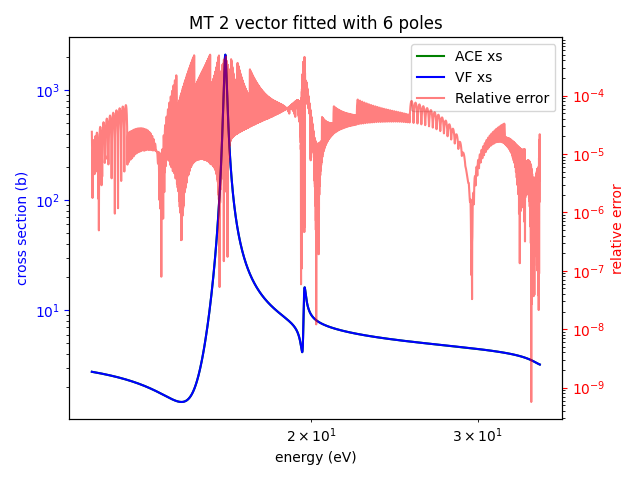 MT 2 vector fitted with 6 poles
ACE xs
VF xs
Relative error
10³
10²
10¹
cross section (b)
10⁻⁴
10⁻⁵
10⁻⁶
10⁻⁷
10⁻⁸
10⁻⁹
relative error
2 × 10¹
3 × 10¹
energy (eV)